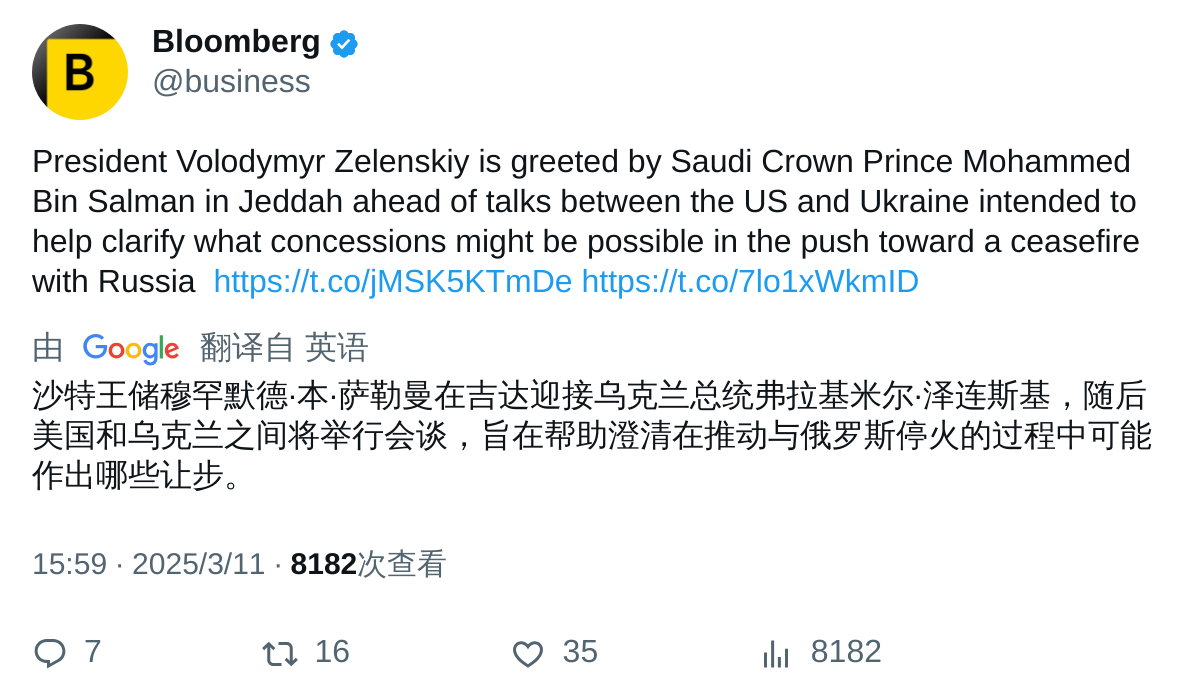 Bloomberg
@business
President Volodymyr Zelenskiy is greeted by Saudi Crown Prince Mohammed
Bin Salman in Jeddah ahead of talks between the US and Ukraine intended to
help clarify what concessions might be possible in the push toward a ceasefire
with Russia  https://t.co/jMSK5KTmDe https://t.co/7lo1xWkmID
由 Google 翻译自 英语
沙特王储穆罕默德·本·萨勒曼在吉达迎接乌克兰总统弗拉基米尔·泽连斯基，随后
美国和乌克兰之间将举行会谈，旨在帮助澄清在推动与俄罗斯停火的过程中可能
作出哪些让步。
15:59 · 2025/3/11 · 8182次查看
7 16 35 8182